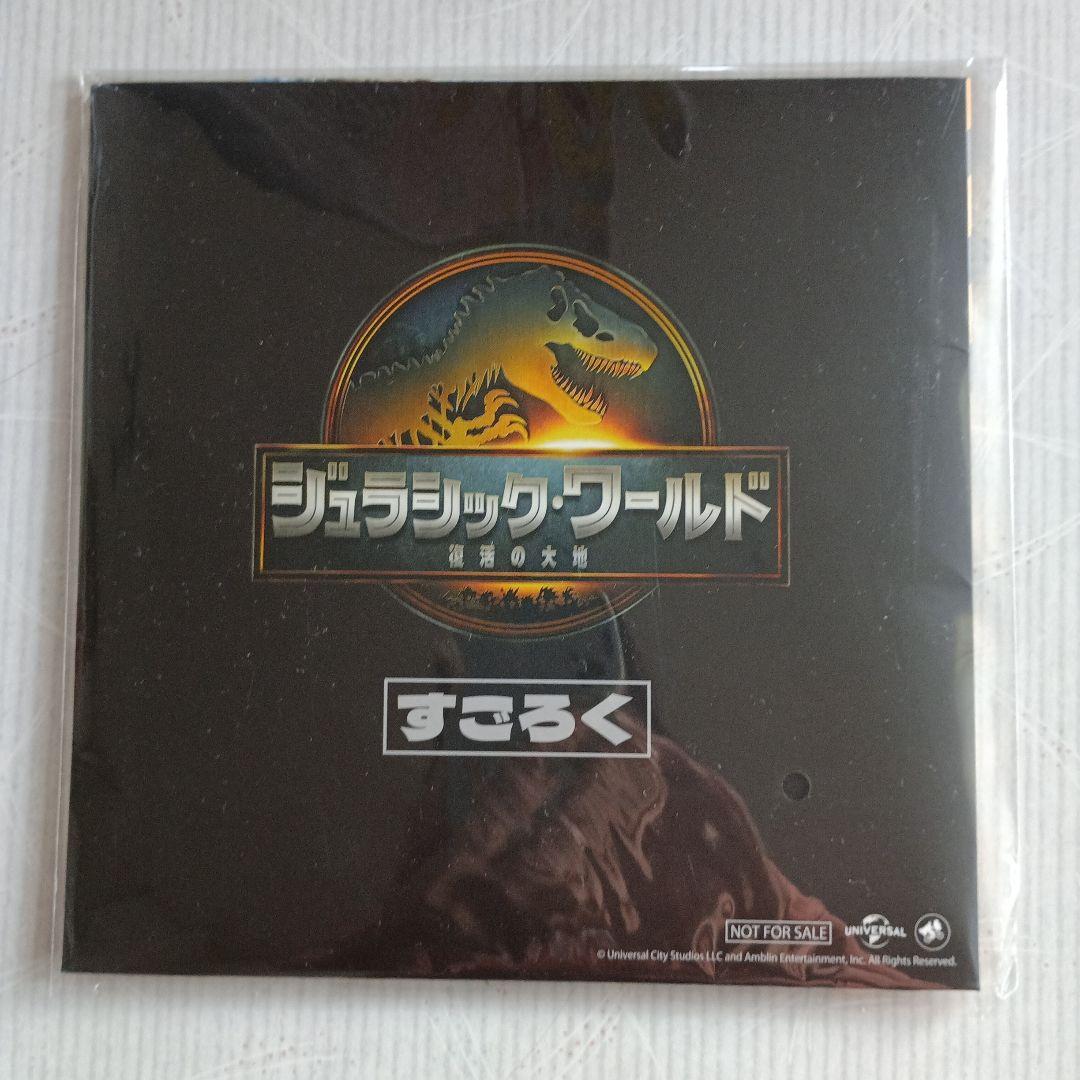 ジュラシック・ワールド
復活の大地
すごろく
NOT FOR SALE
UNIVERSAL
© Universal City Studios LLC and Amblin Entertainment, Inc. All Rights Reserved.